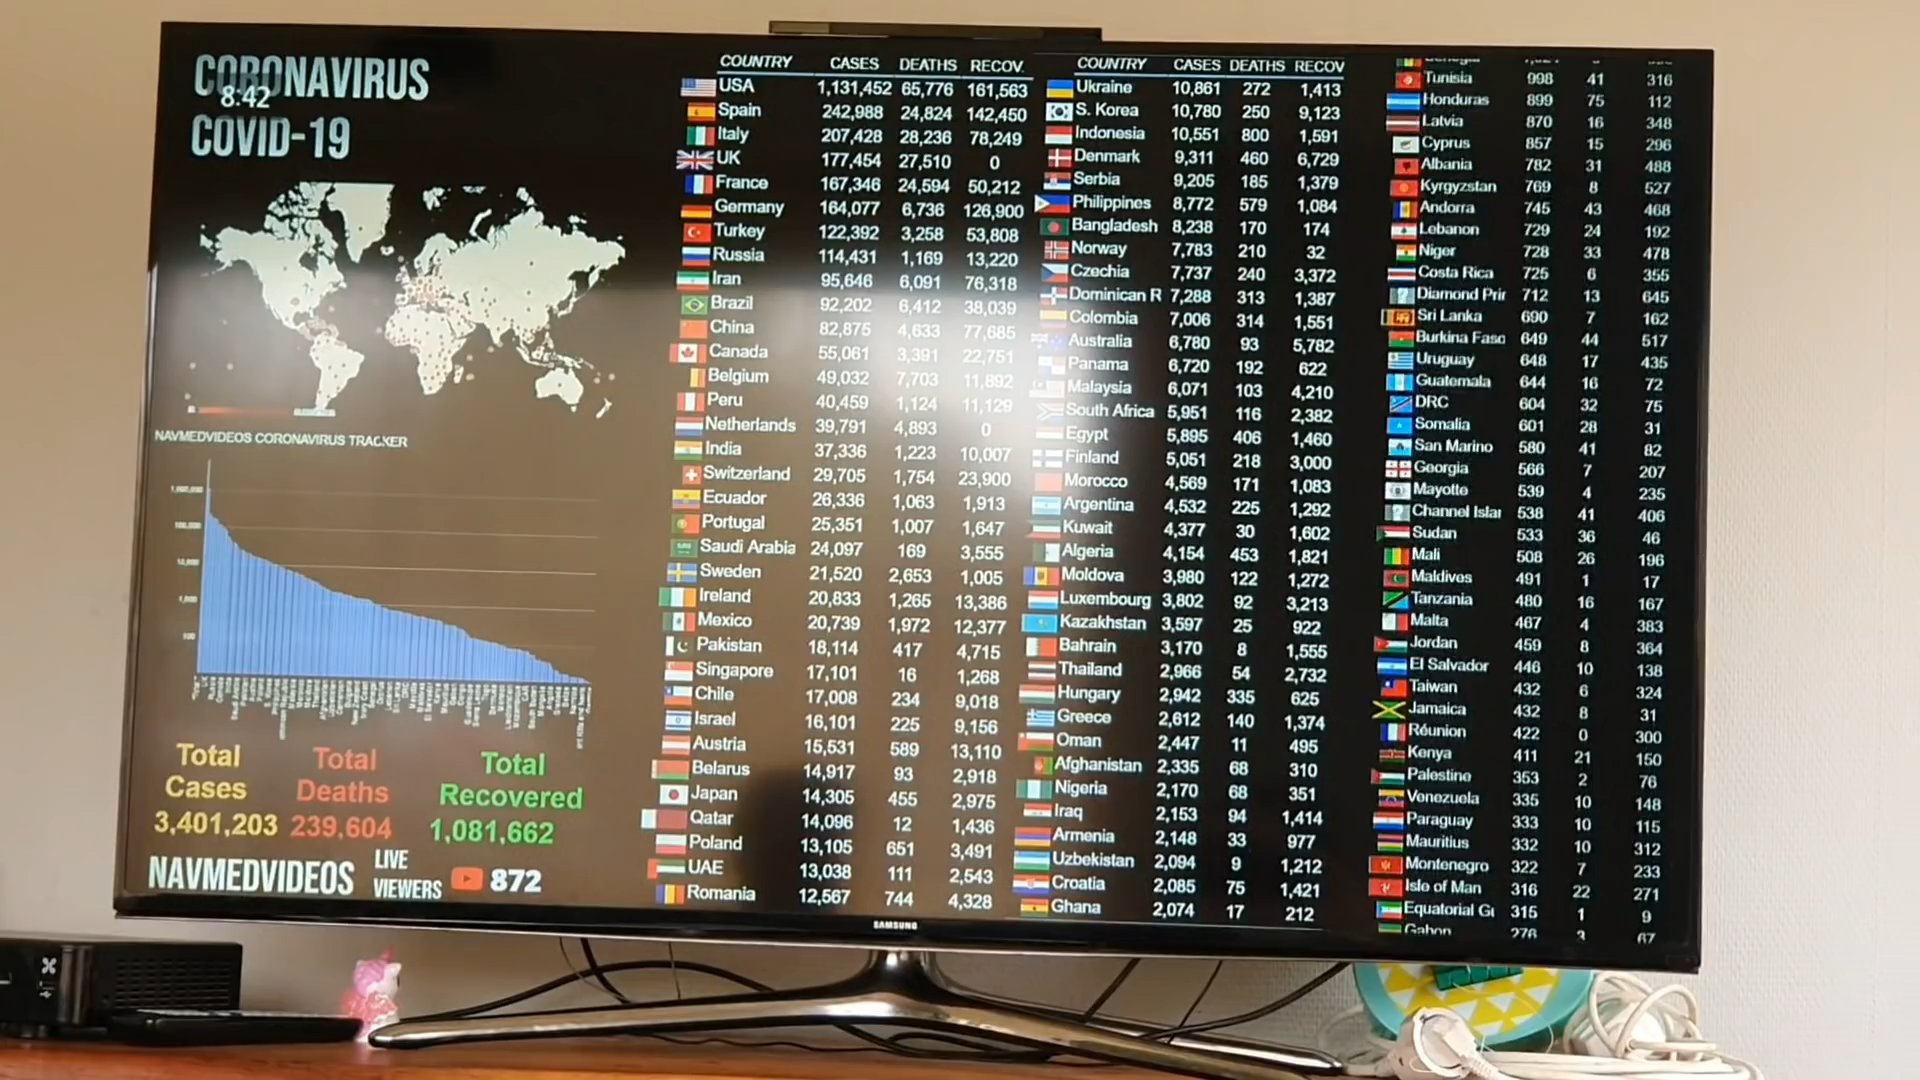 CORONAVIRUS
8:42
COVID-19
NAVMEDVIDEOS CORONAVIRUS TRACKER
Total Cases
3,401,203
Total Deaths
239,604
Total Recovered
1,081,662
NAVMEDVIDEOS
LIVE VIEWERS
872
COUNTRY CASES DEATHS RECOV.
USA 1,131,452 65,776 161,563
Spain 242,988 24,824 142,450
Italy 207,428 28,236 78,249
UK 177,454 27,510 0
France 167,346 24,594 50,212
Germany 164,077 6,736 126,900
Turkey 122,392 3,258 53,808
Russia 114,431 1,169 13,220
Iran 95,646 6,091 76,318
Brazil 92,202 6,412 38,039
China 82,875 4,633 77,685
Canada 55,061 3,391 22,751
Belgium 49,032 7,703 11,892
Peru 40,459 1,124 11,129
Netherlands 39,791 4,893 0
India 37,336 1,223 10,007
Switzerland 29,705 1,754 23,900
Ecuador 26,336 1,063 1,913
Portugal 25,351 1,007 1,647
Saudi Arabia 24,097 169 3,555
Sweden 21,520 2,653 1,005
Ireland 20,833 1,265 13,386
Mexico 20,739 1,972 12,377
Pakistan 18,114 417 4,715
Singapore 17,101 16 1,268
Chile 17,008 234 9,018
Israel 16,101 225 9,156
Austria 15,531 589 13,110
Belarus 14,917 93 2,918
Japan 14,305 455 2,975
Qatar 14,096 12 1,436
Poland 13,105 651 3,491
UAE 13,038 111 2,543
Romania 12,567 744 4,328
COUNTRY CASES DEATHS RECOV
Ukraine 10,861 272 1,413
S. Korea 10,780 250 9,123
Indonesia 10,551 800 1,591
Denmark 9,311 460 6,729
Serbia 9,205 185 1,379
Philippines 8,772 579 1,084
Bangladesh 8,238 170 174
Norway 7,783 210 32
Czechia 7,737 240 3,372
Dominican R 7,288 313 1,387
Colombia 7,006 314 1,551
Australia 6,780 93 5,782
Panama 6,720 192 622
Malaysia 6,071 103 4,210
South Africa 5,951 116 2,382
Egypt 5,895 406 1,460
Finland 5,051 218 3,000
Morocco 4,569 171 1,083
Argentina 4,532 225 1,292
Kuwait 4,377 30 1,602
Algeria 4,154 453 1,821
Moldova 3,980 122 1,272
Luxembourg 3,802 92 3,213
Kazakhstan 3,597 25 922
Bahrain 3,170 8 1,555
Thailand 2,966 54 2,732
Hungary 2,942 335 625
Greece 2,612 140 1,374
Oman 2,447 11 495
Afghanistan 2,335 68 310
Nigeria 2,170 68 351
Iraq 2,153 94 1,414
Armenia 2,148 33 977
Uzbekistan 2,094 9 1,212
Croatia 2,085 75 1,421
Ghana 2,074 17 212
Tunisia 998 41 316
Honduras 899 75 112
Latvia 870 16 348
Cyprus 857 15 296
Albania 782 31 488
Kyrgyzstan 769 8 527
Andorra 745 43 468
Lebanon 729 24 192
Niger 728 33 478
Costa Rica 725 6 355
Diamond Prir 712 13 645
Sri Lanka 690 7 162
Burkina Faso 649 44 517
Uruguay 648 17 435
Guatemala 644 16 72
DRC 604 32 75
Somalia 601 28 31
San Marino 580 41 82
Georgia 566 7 207
Mayotte 539 4 235
Channel Islar 538 41 406
Sudan 533 36 46
Mali 508 26 196
Maldives 491 1 17
Tanzania 480 16 167
Malta 467 4 383
Jordan 459 8 364
El Salvador 446 10 138
Taiwan 432 6 324
Jamaica 432 8 31
Réunion 422 0 300
Kenya 411 21 150
Palestine 353 2 76
Venezuela 335 10 148
Paraguay 333 10 115
Mauritius 332 10 312
Montenegro 322 7 233
Isle of Man 316 22 271
Equatorial Gu 315 1 9
Gabon 276 3 67
SAMSUNG